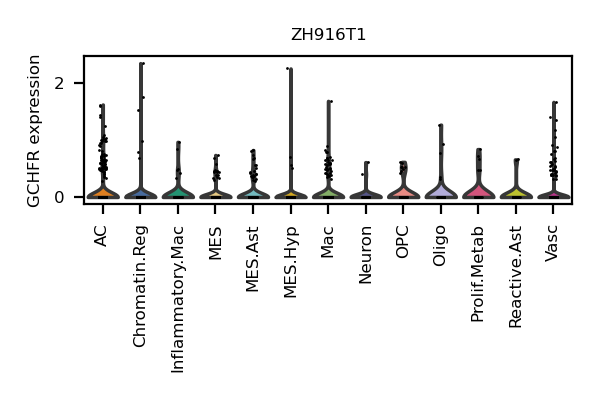 ZH916T1
GCHFR expression
2
0
AC
Chromatin.Reg
Inflammatory.Mac
MES
MES.Ast
MES.Hyp
Mac
Neuron
OPC
Oligo
Prolif.Metab
Reactive.Ast
Vasc